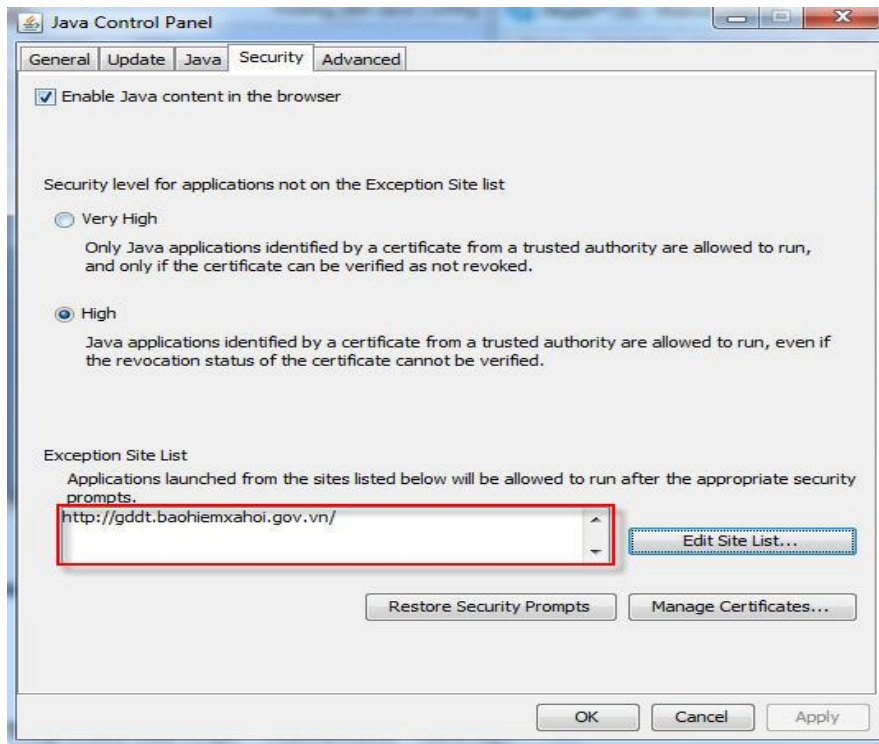 Java Control Panel
General Update Java Security Advanced
Enable Java content in the browser
Security level for applications not on the Exception Site list
Very High
Only Java applications identified by a certificate from a trusted authority are allowed to run,
and only if the certificate can be verified as not revoked.
High
Java applications identified by a certificate from a trusted authority are allowed to run, even if
the revocation status of the certificate cannot be verified.
Exception Site List
Applications launched from the sites listed below will be allowed to run after the appropriate security
prompts.
http://gddt.baohiemxahoi.gov.vn/
Edit Site List...
Restore Security Prompts Manage Certificates...
OK Cancel Apply